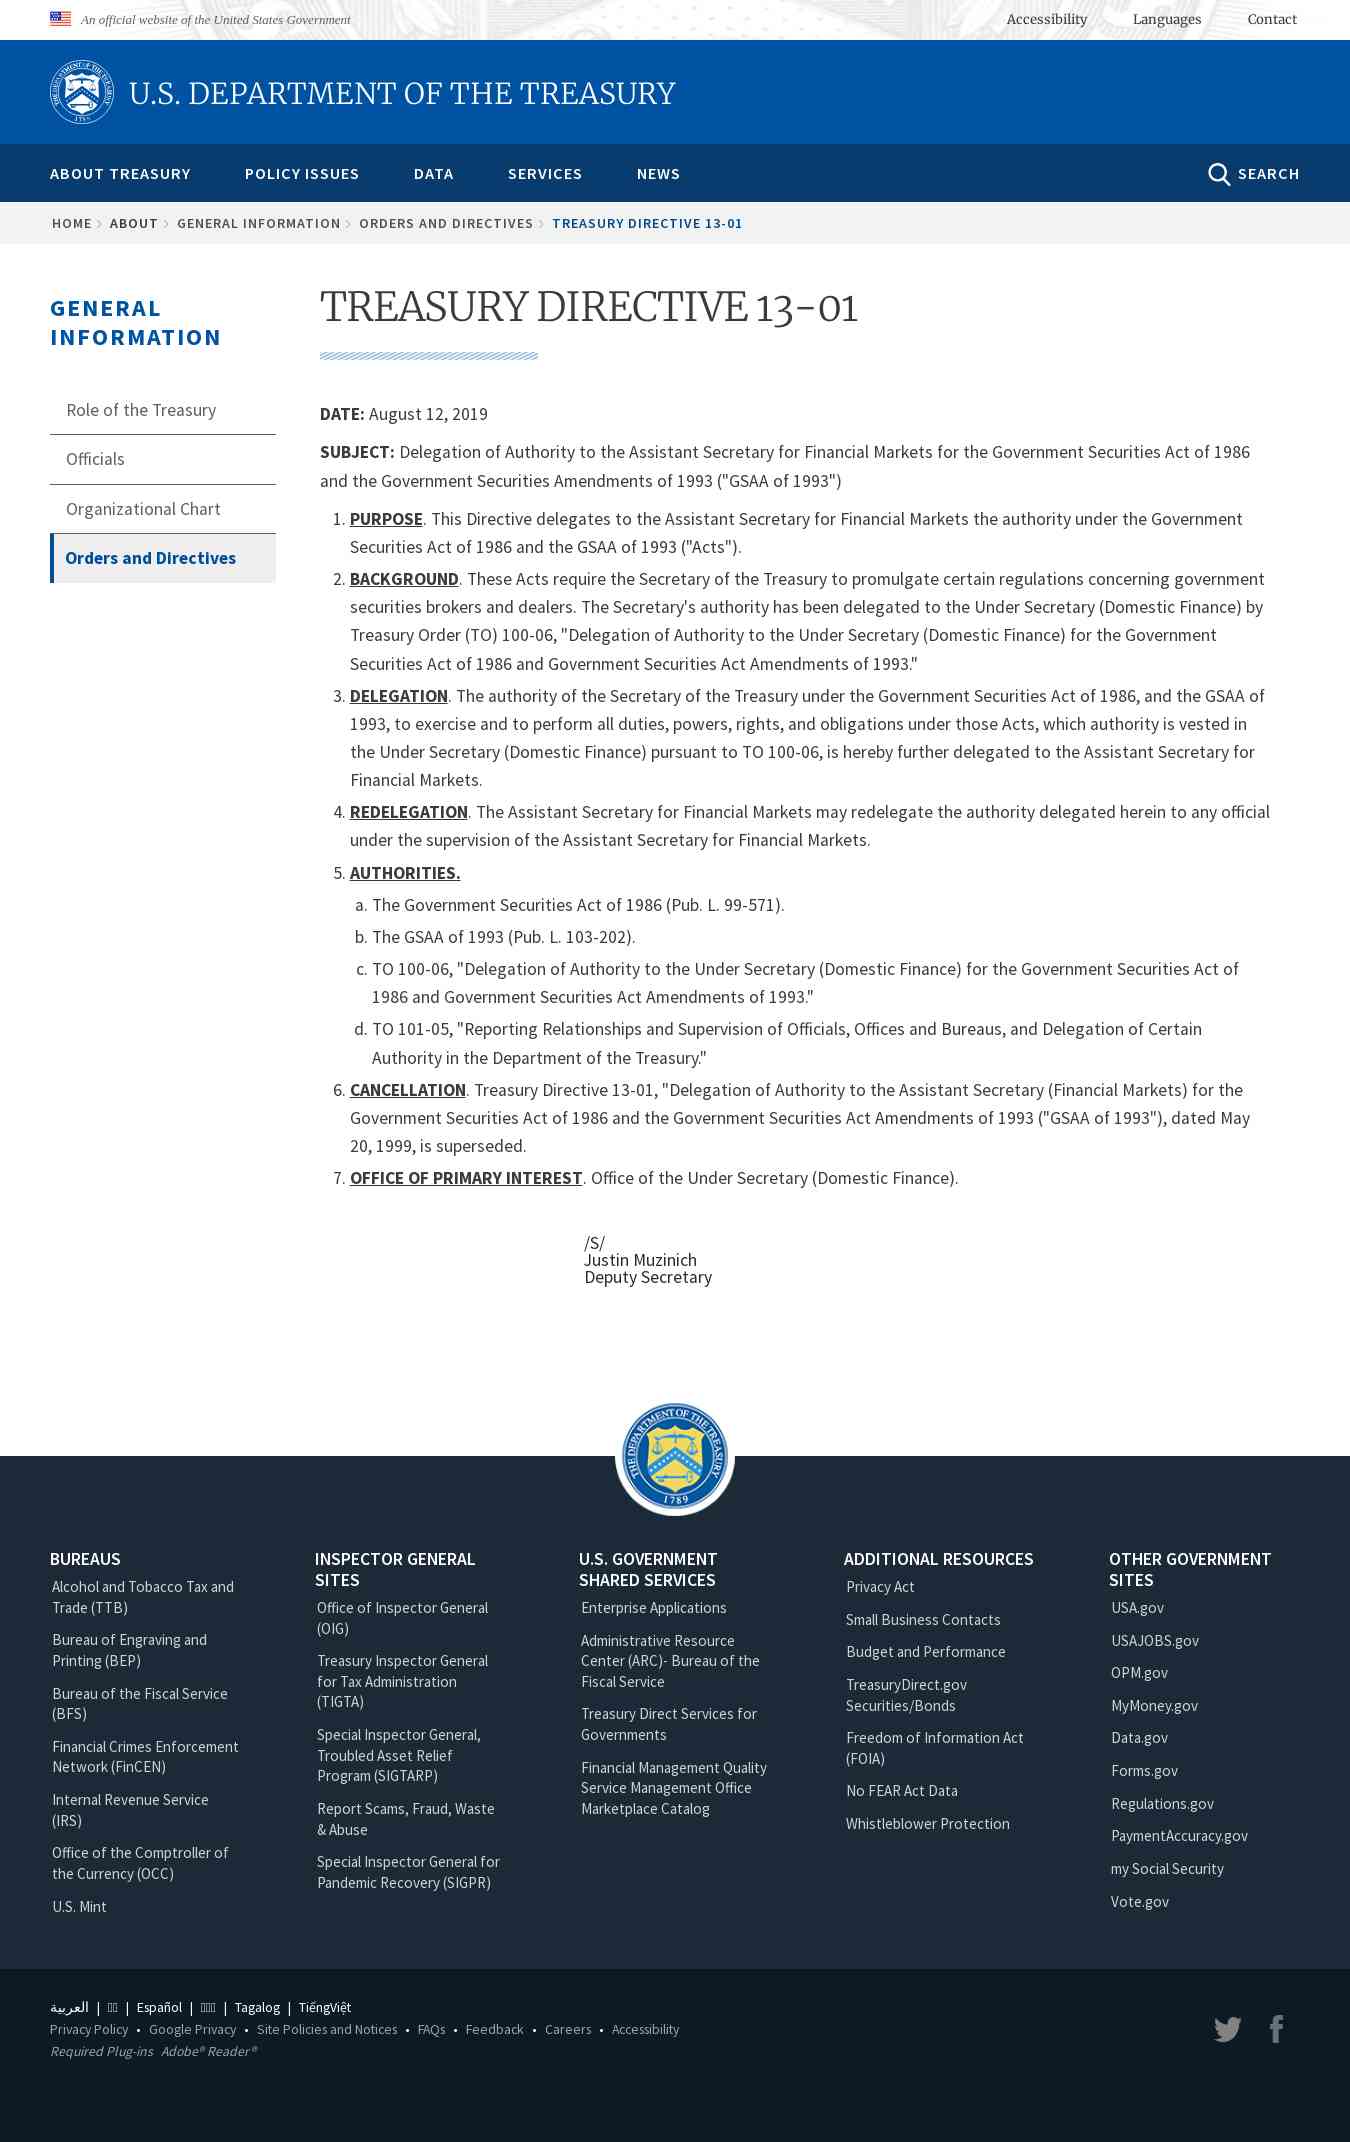 An official website of the United States Government
Accessibility
Languages
Contact
U.S. DEPARTMENT OF THE TREASURY
ABOUT TREASURY
POLICY ISSUES
DATA
SERVICES
NEWS
SEARCH
HOME
ABOUT
GENERAL INFORMATION
ORDERS AND DIRECTIVES
TREASURY DIRECTIVE 13-01
GENERAL
INFORMATION
Role of the Treasury
Officials
Organizational Chart
Orders and Directives
TREASURY DIRECTIVE 13-01
DATE: August 12, 2019
SUBJECT: Delegation of Authority to the Assistant Secretary for Financial Markets for the Government Securities Act of 1986
and the Government Securities Amendments of 1993 ("GSAA of 1993")
1. PURPOSE. This Directive delegates to the Assistant Secretary for Financial Markets the authority under the Government
Securities Act of 1986 and the GSAA of 1993 ("Acts").
2. BACKGROUND. These Acts require the Secretary of the Treasury to promulgate certain regulations concerning government
securities brokers and dealers. The Secretary's authority has been delegated to the Under Secretary (Domestic Finance) by
Treasury Order (TO) 100-06, "Delegation of Authority to the Under Secretary (Domestic Finance) for the Government
Securities Act of 1986 and Government Securities Act Amendments of 1993."
3. DELEGATION. The authority of the Secretary of the Treasury under the Government Securities Act of 1986, and the GSAA of
1993, to exercise and to perform all duties, powers, rights, and obligations under those Acts, which authority is vested in
the Under Secretary (Domestic Finance) pursuant to TO 100-06, is hereby further delegated to the Assistant Secretary for
Financial Markets.
4. REDELEGATION. The Assistant Secretary for Financial Markets may redelegate the authority delegated herein to any official
under the supervision of the Assistant Secretary for Financial Markets.
5. AUTHORITIES.
a. The Government Securities Act of 1986 (Pub. L. 99-571).
b. The GSAA of 1993 (Pub. L. 103-202).
c. TO 100-06, "Delegation of Authority to the Under Secretary (Domestic Finance) for the Government Securities Act of
1986 and Government Securities Act Amendments of 1993."
d. TO 101-05, "Reporting Relationships and Supervision of Officials, Offices and Bureaus, and Delegation of Certain
Authority in the Department of the Treasury."
6. CANCELLATION. Treasury Directive 13-01, "Delegation of Authority to the Assistant Secretary (Financial Markets) for the
Government Securities Act of 1986 and the Government Securities Act Amendments of 1993 ("GSAA of 1993"), dated May
20, 1999, is superseded.
7. OFFICE OF PRIMARY INTEREST. Office of the Under Secretary (Domestic Finance).
/S/
Justin Muzinich
Deputy Secretary
THE DEPARTMENT OF THE TREASURY
1789
BUREAUS
Alcohol and Tobacco Tax and
Trade (TTB)
Bureau of Engraving and
Printing (BEP)
Bureau of the Fiscal Service
(BFS)
Financial Crimes Enforcement
Network (FinCEN)
Internal Revenue Service
(IRS)
Office of the Comptroller of
the Currency (OCC)
U.S. Mint
INSPECTOR GENERAL
SITES
Office of Inspector General
(OIG)
Treasury Inspector General
for Tax Administration
(TIGTA)
Special Inspector General,
Troubled Asset Relief
Program (SIGTARP)
Report Scams, Fraud, Waste
& Abuse
Special Inspector General for
Pandemic Recovery (SIGPR)
U.S. GOVERNMENT
SHARED SERVICES
Enterprise Applications
Administrative Resource
Center (ARC)- Bureau of the
Fiscal Service
Treasury Direct Services for
Governments
Financial Management Quality
Service Management Office
Marketplace Catalog
ADDITIONAL RESOURCES
Privacy Act
Small Business Contacts
Budget and Performance
TreasuryDirect.gov
Securities/Bonds
Freedom of Information Act
(FOIA)
No FEAR Act Data
Whistleblower Protection
OTHER GOVERNMENT
SITES
USA.gov
USAJOBS.gov
OPM.gov
MyMoney.gov
Data.gov
Forms.gov
Regulations.gov
PaymentAccuracy.gov
my Social Security
Vote.gov
العربية | | Español | | Tagalog | TiếngViệt
Privacy Policy • Google Privacy • Site Policies and Notices • FAQs • Feedback • Careers • Accessibility
Required Plug-ins Adobe® Reader®